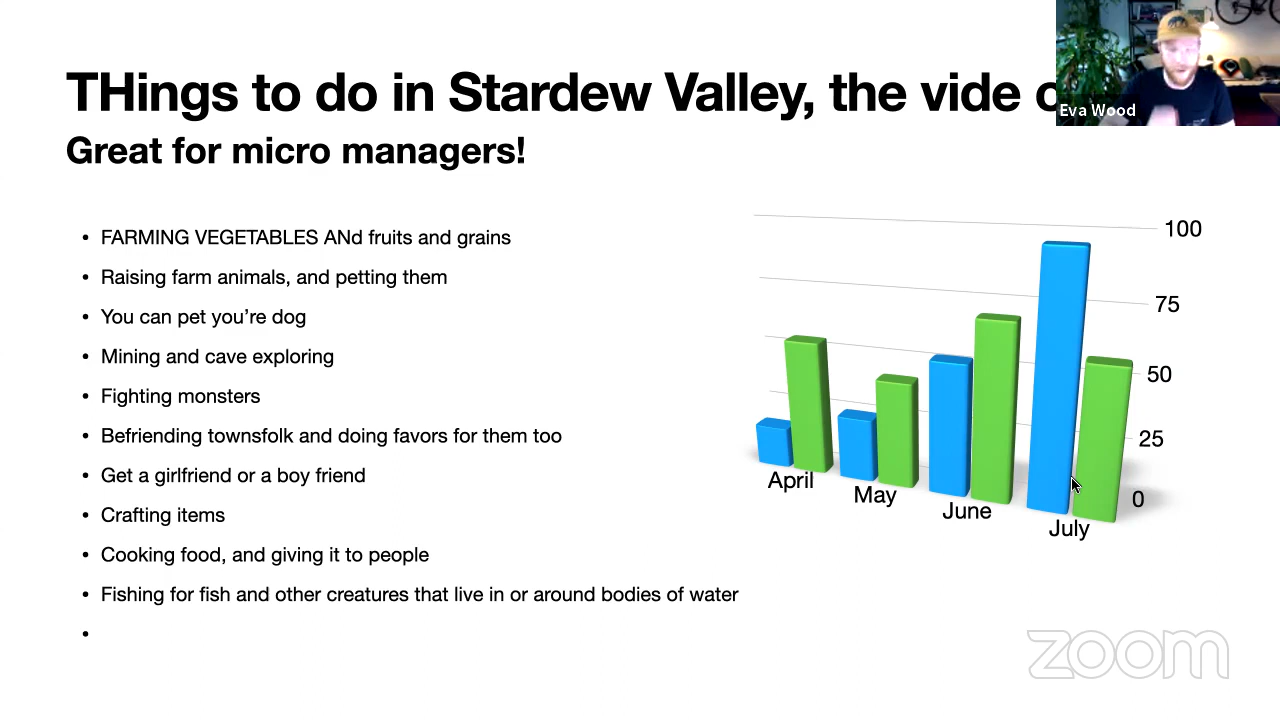 THings to do in Stardew Valley, the vide
Eva Wood
Great for micro managers!
• FARMING VEGETABLES ANd fruits and grains
• Raising farm animals, and petting them
• You can pet you’re dog
• Mining and cave exploring
• Fighting monsters
• Befriending townsfolk and doing favors for them too
• Get a girlfriend or a boy friend
• Crafting items
• Cooking food, and giving it to people
• Fishing for fish and other creatures that live in or around bodies of water
•
100
75
50
25
0
April
May
June
July
zoom